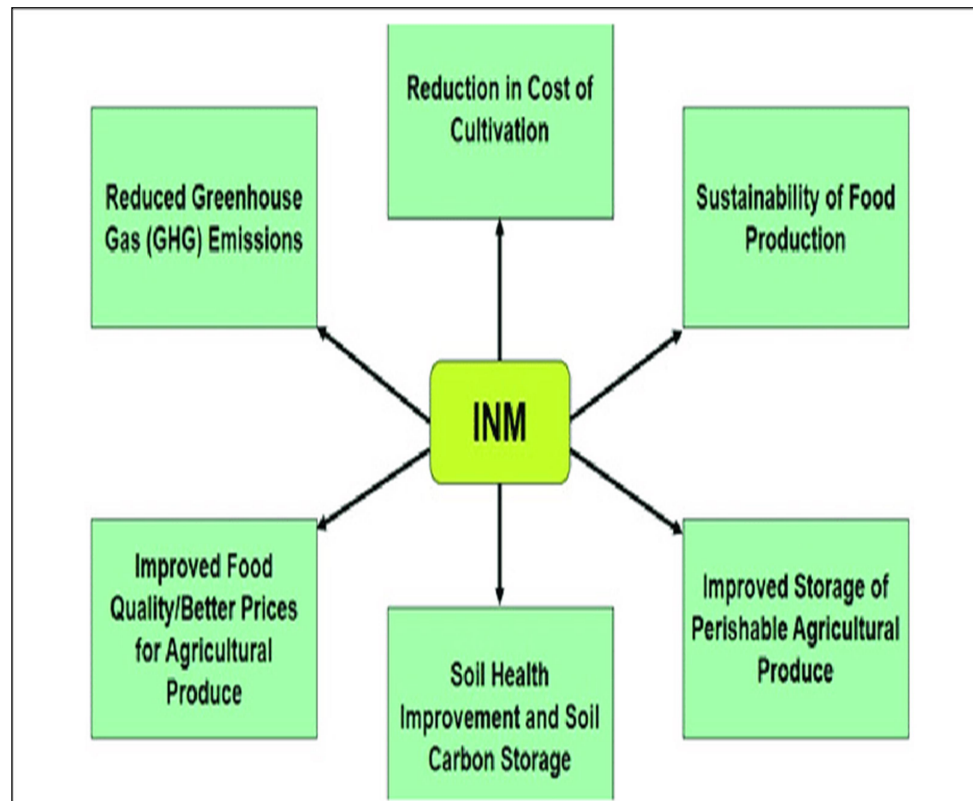 Reduction in Cost of
Cultivation
Reduced Greenhouse
Gas (GHG) Emissions
Sustainability of Food
Production
INM
Improved Food
Quality/Better Prices
for Agricultural
Produce
Soil Health
Improvement and Soil
Carbon Storage
Improved Storage of
Perishable Agricultural
Produce